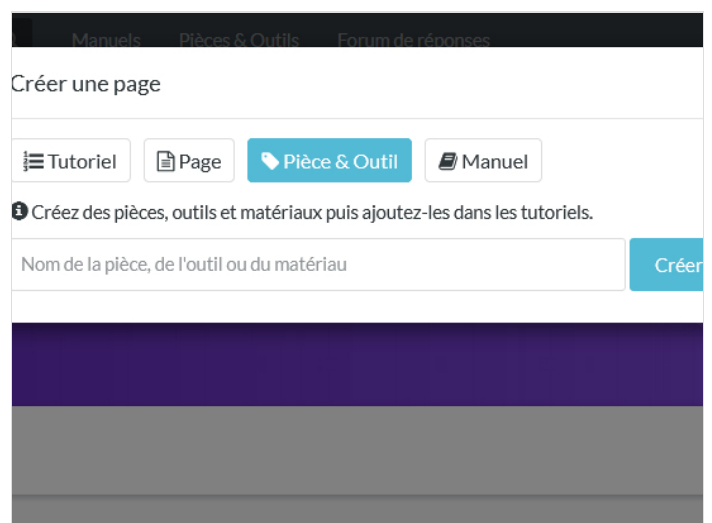 Manuels Pièces & Outils Forum de réponses
Créer une page
Tutoriel Page Pièce & Outil Manuel
Créez des pièces, outils et matériaux puis ajoutez-les dans les tutoriels.
Nom de la pièce, de l'outil ou du matériau Créer